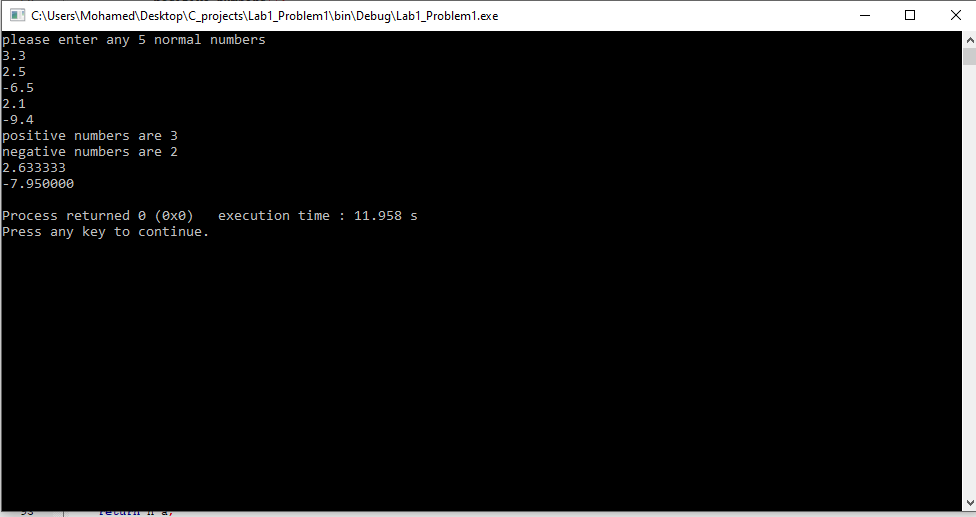 C:\Users\Mohamed\Desktop\C_projects\Lab1_Problem1\bin\Debug\Lab1_Problem1.exe
please enter any 5 normal numbers
3.3
2.5
-6.5
2.1
-9.4
positive numbers are 3
negative numbers are 2
2.633333
-7.950000
Process returned 0 (0x0)   execution time : 11.958 s
Press any key to continue.